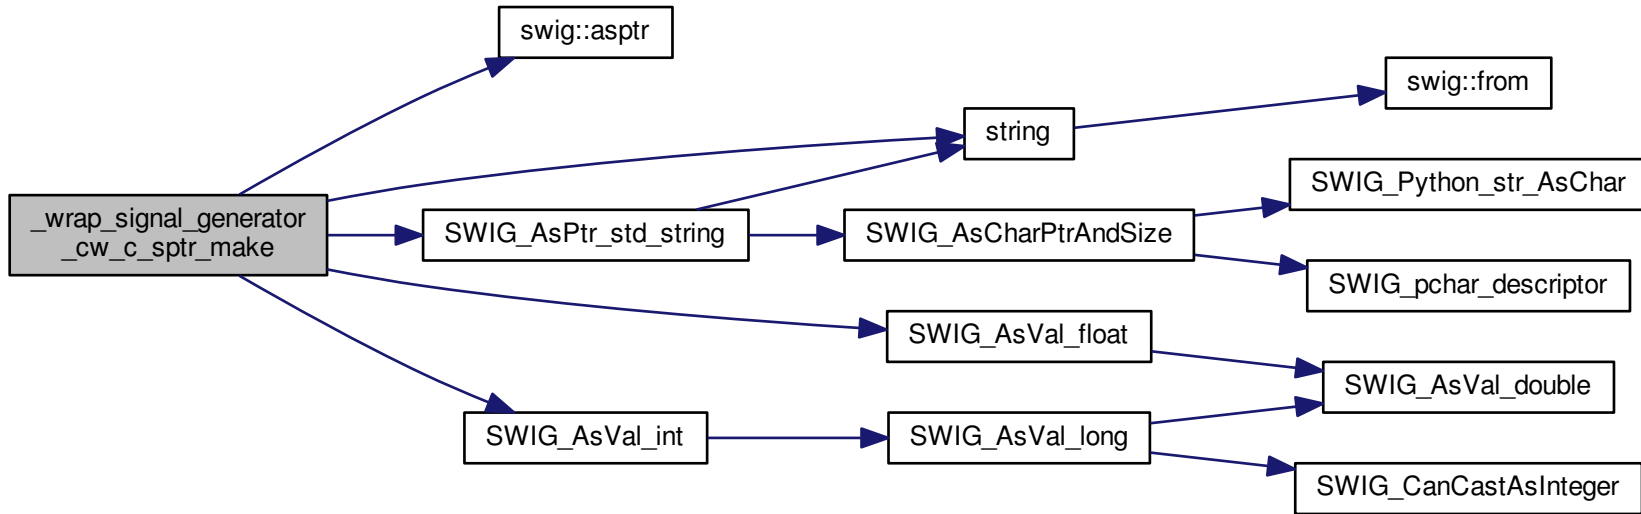 swig::asptr
swig::from
string
SWIG_Python_str_AsChar
_wrap_signal_generator
_cw_c_sptr_make
SWIG_AsPtr_std_string
SWIG_AsCharPtrAndSize
SWIG_pchar_descriptor
SWIG_AsVal_float
SWIG_AsVal_double
SWIG_AsVal_int
SWIG_AsVal_long
SWIG_CanCastAsInteger